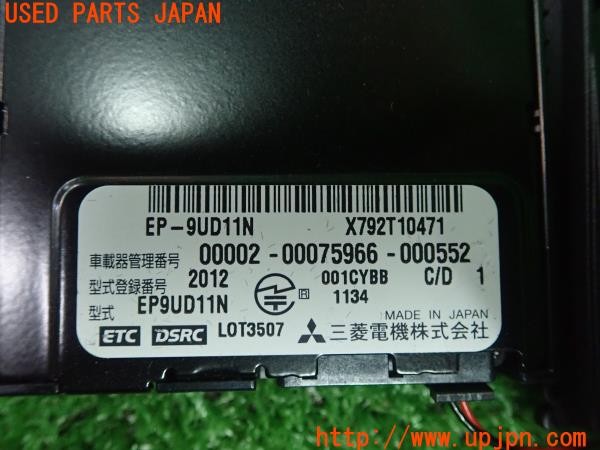 USED PARTS JAPAN
EP-9UD11N X792T10471
車載器管理番号 00002-00075966-000552
型式登録番号 2012 001CYBB C/D 1
型式 EP9UD11N R 1134
MADE IN JAPAN
ETC DSRC LOT3507 三菱電機株式会社
http://www.upjpn.com/